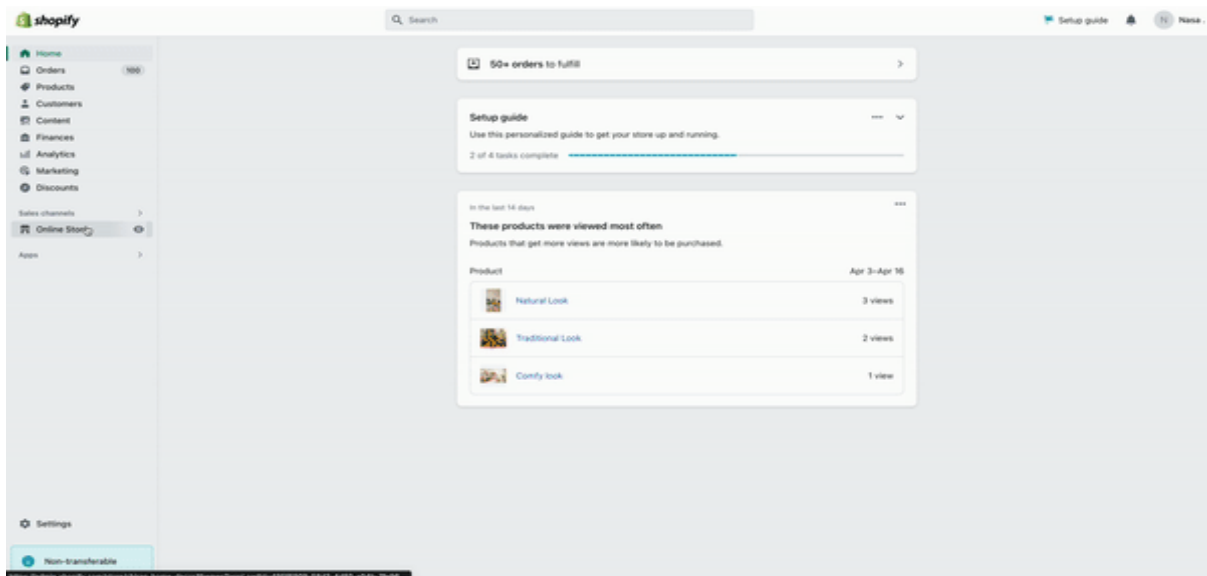 shopify
Search
Setup guide
N
Nasa .
Home
Orders 100
Products
Customers
Content
Finances
Analytics
Marketing
Discounts
Sales channels
Online Store
Apps
Settings
Non-transferable
50+ orders to fulfill
Setup guide
Use this personalized guide to get your store up and running.
2 of 4 tasks complete
In the last 14 days
These products were viewed most often
Products that get more views are more likely to be purchased.
Product Apr 3–Apr 16
Natural Look 3 views
Traditional Look 2 views
Comfy look 1 view